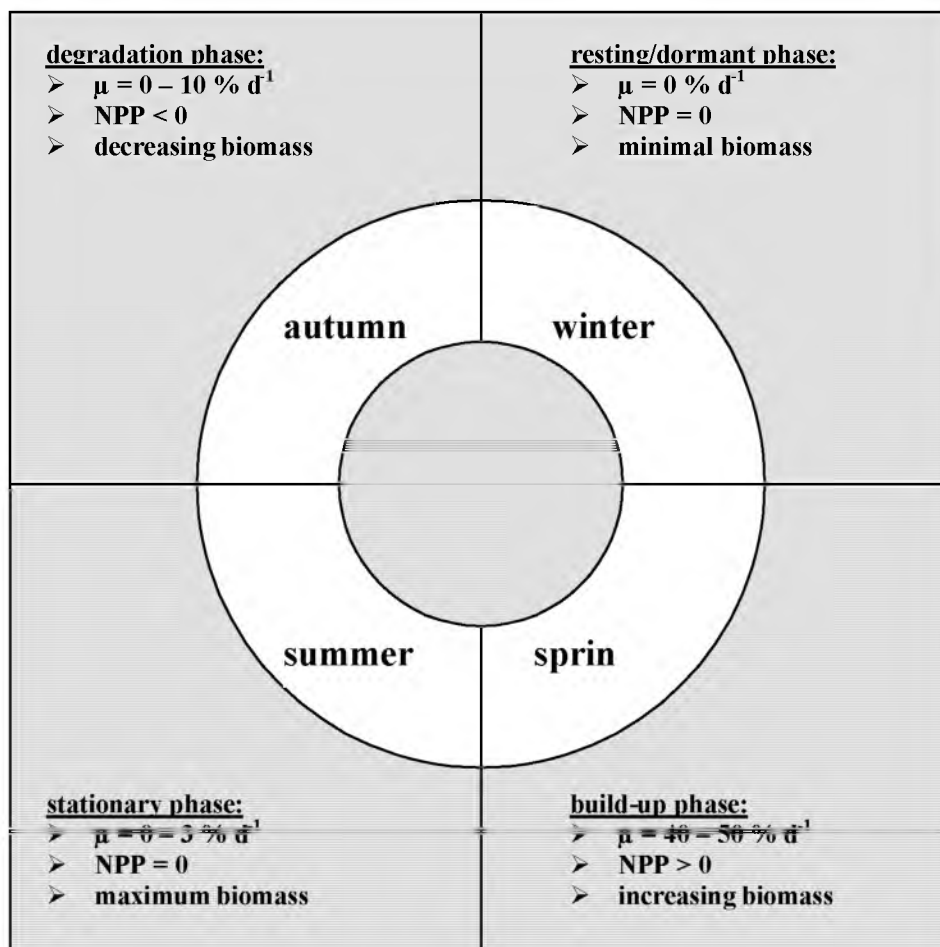 degradation phase:
➢ μ = 0 – 10 % d⁻¹
➢ NPP < 0
➢ decreasing biomass
resting/dormant phase:
➢ μ = 0 % d⁻¹
➢ NPP = 0
➢ minimal biomass
autumn
winter
summer
sprin
stationary phase:
➢ μ = 0 – 3 % d⁻¹
➢ NPP = 0
➢ maximum biomass
build-up phase:
➢ μ = 40 – 50 % d⁻¹
➢ NPP > 0
➢ increasing biomass